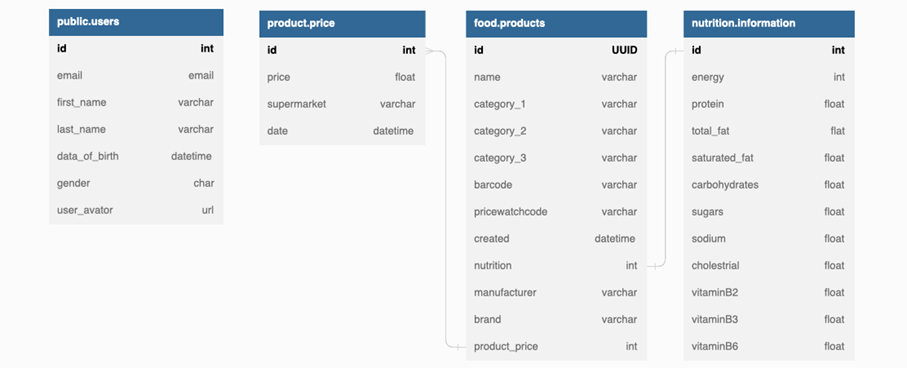 public.users
id int
email email
first_name varchar
last_name varchar
data_of_birth datetime
gender char
user_avator url
product.price
id int
price float
supermarket varchar
date datetime
food.products
id UUID
name varchar
category_1 varchar
category_2 varchar
category_3 varchar
barcode varchar
pricewatchcode varchar
created datetime
nutrition int
manufacturer varchar
brand varchar
product_price int
nutrition.information
id int
energy int
protein float
total_fat flat
saturated_fat float
carbohydrates float
sugars float
sodium float
cholestrial float
vitaminB2 float
vitaminB3 float
vitaminB6 float